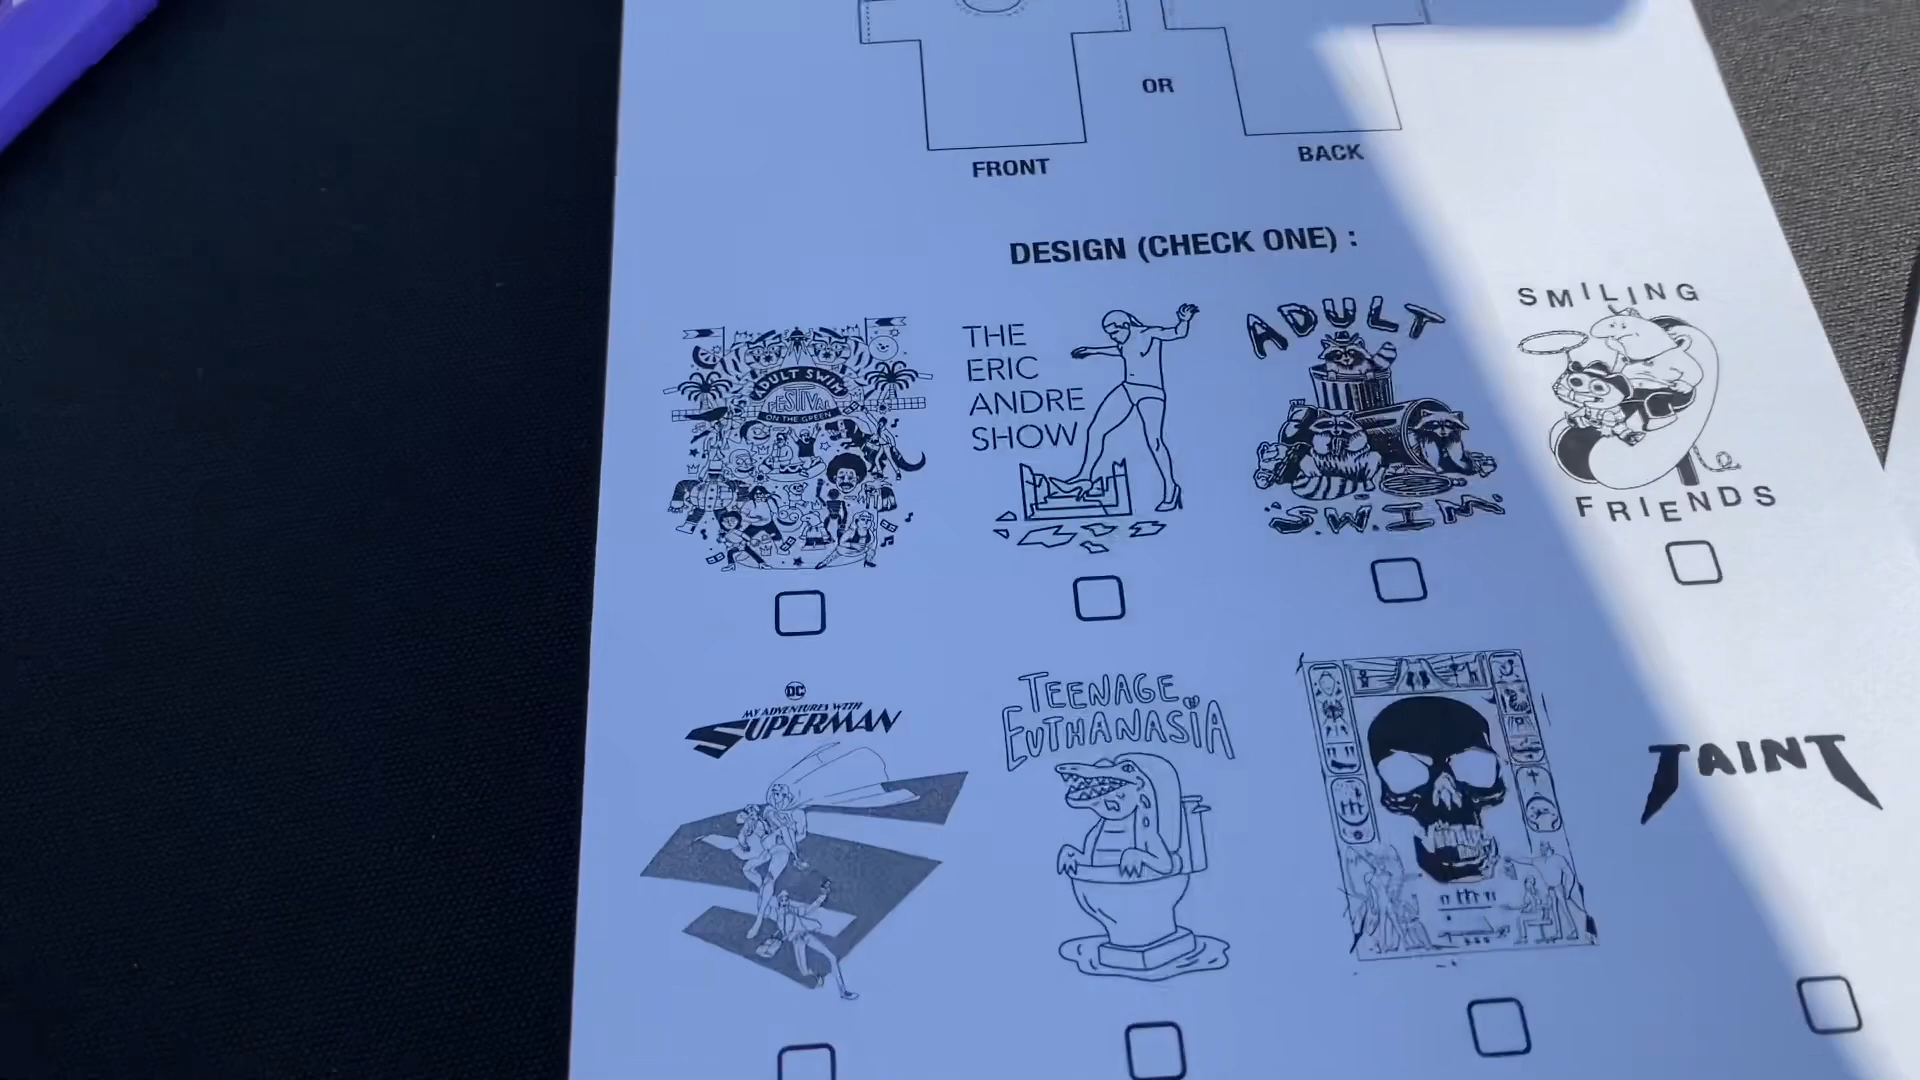 OR
FRONT
BACK
DESIGN (CHECK ONE) :
ADULT SWIM
FESTIVAL
ON THE GREEN
THE
ERIC
ANDRE
SHOW
ADULT
SWIM
SMILING
FRIENDS
DC
MY ADVENTURES WITH
SUPERMAN
TEENAGE
EUTHANASIA
TAINT